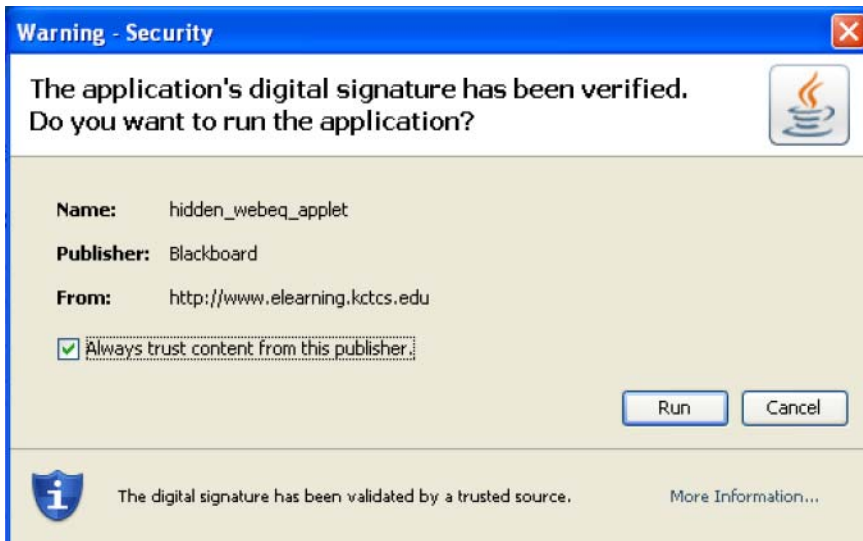 Warning - Security
The application's digital signature has been verified.
Do you want to run the application?
Name: hidden_webeq_applet
Publisher: Blackboard
From: http://www.elearning.kctcs.edu
Always trust content from this publisher.
Run Cancel
The digital signature has been validated by a trusted source. More Information...